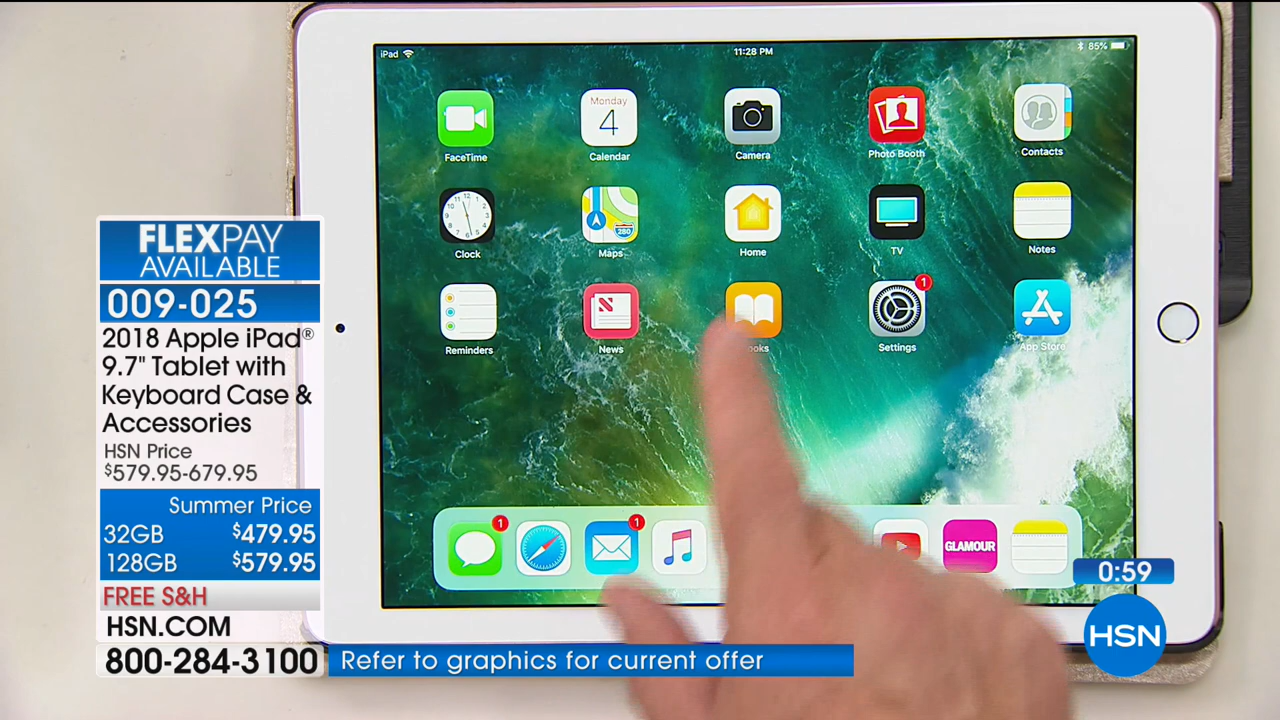 iPad
11:28 PM
85%
FaceTime
Monday
4
Calendar
Camera
Photo Booth
Contacts
Clock
280
Maps
Home
TV
Notes
Reminders
News
ooks
1
Settings
App Store
1
1
GLAMOUR
FLEXPAY
AVAILABLE
009-025
2018 Apple iPad®
9.7" Tablet with
Keyboard Case &
Accessories
HSN Price
$579.95-679.95
Summer Price
32GB $479.95
128GB $579.95
FREE S&H
HSN.COM
800-284-3100
Refer to graphics for current offer
0:59
HSN